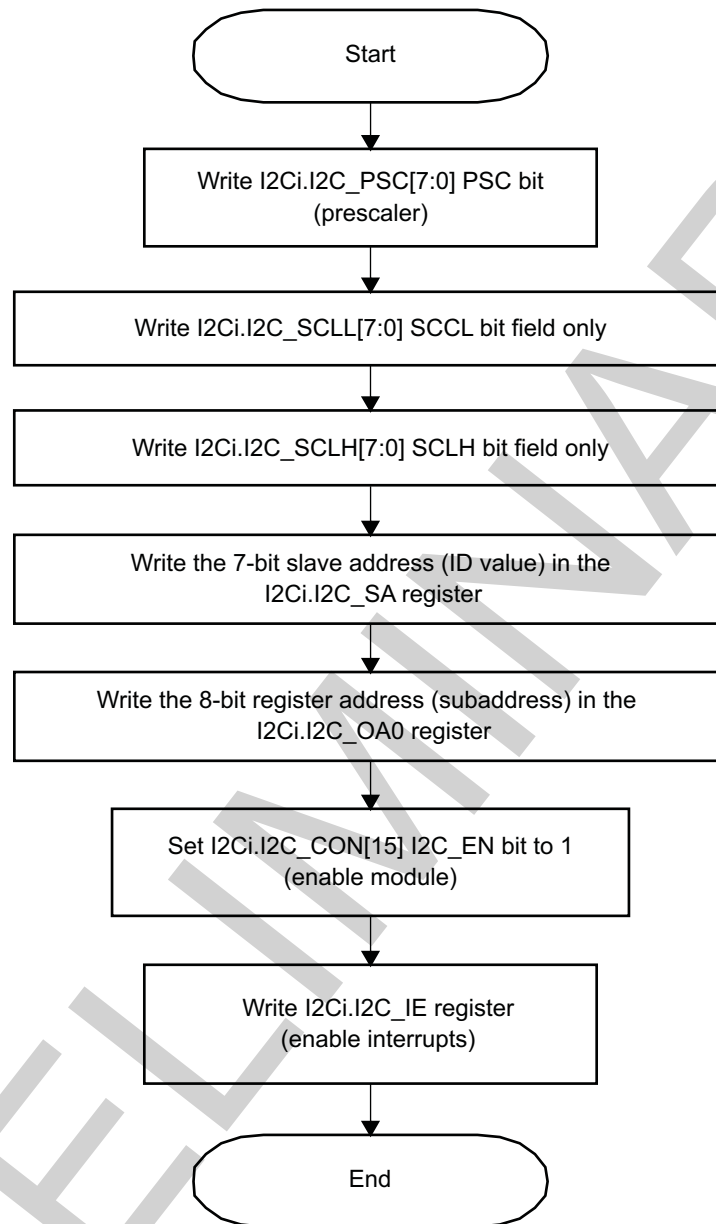 Start
Write I2Ci.I2C_PSC[7:0] PSC bit
(prescaler)
Write I2Ci.I2C_SCLL[7:0] SCCL bit field only
Write I2Ci.I2C_SCLH[7:0] SCLH bit field only
Write the 7-bit slave address (ID value) in the
I2Ci.I2C_SA register
Write the 8-bit register address (subaddress) in the
I2Ci.I2C_OA0 register
Set I2Ci.I2C_CON[15] I2C_EN bit to 1
(enable module)
Write I2Ci.I2C_IE register
(enable interrupts)
End
ELIMINA